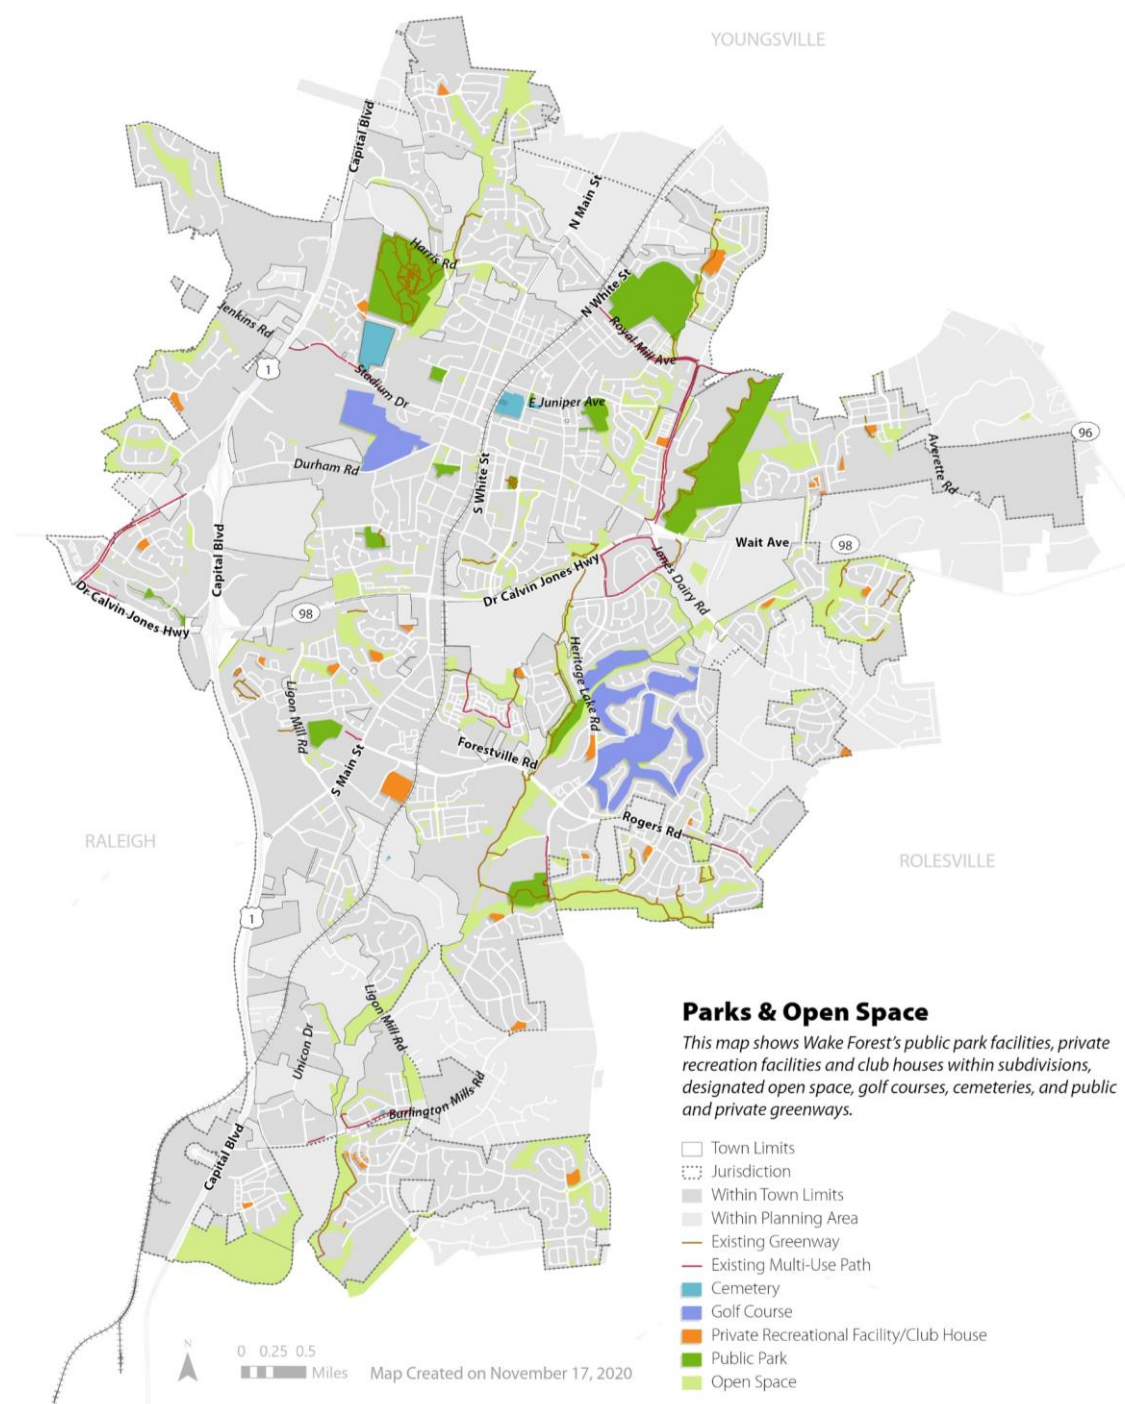 YOUNGSVILLE
Capital Blvd
N Main St
Harris Rd
N White St
Jenkins Rd
Royal Mill Ave
1
Stadium Dr
E Juniper Ave
96
Durham Rd
S White St
Averette Rd
Capital Blvd
Wait Ave
98
Dr Calvin Jones Hwy
Jones Dairy Rd
Dr. Calvin Jones Hwy
98
Heritage Lake Rd
Ligon Mill Rd
Forestville Rd
S Main St
Rogers Rd
RALEIGH
ROLESVILLE
1
Ligon Mill Rd
Unicon Dr
Burlington Mills Rd
Capital Blvd
Parks & Open Space
This map shows Wake Forest's public park facilities, private
recreation facilities and club houses within subdivisions,
designated open space, golf courses, cemeteries, and public
and private greenways.
Town Limits
Jurisdiction
Within Town Limits
Within Planning Area
Existing Greenway
Existing Multi-Use Path
Cemetery
Golf Course
Private Recreational Facility/Club House
Public Park
Open Space
N
0 0.25 0.5
Miles
Map Created on November 17, 2020